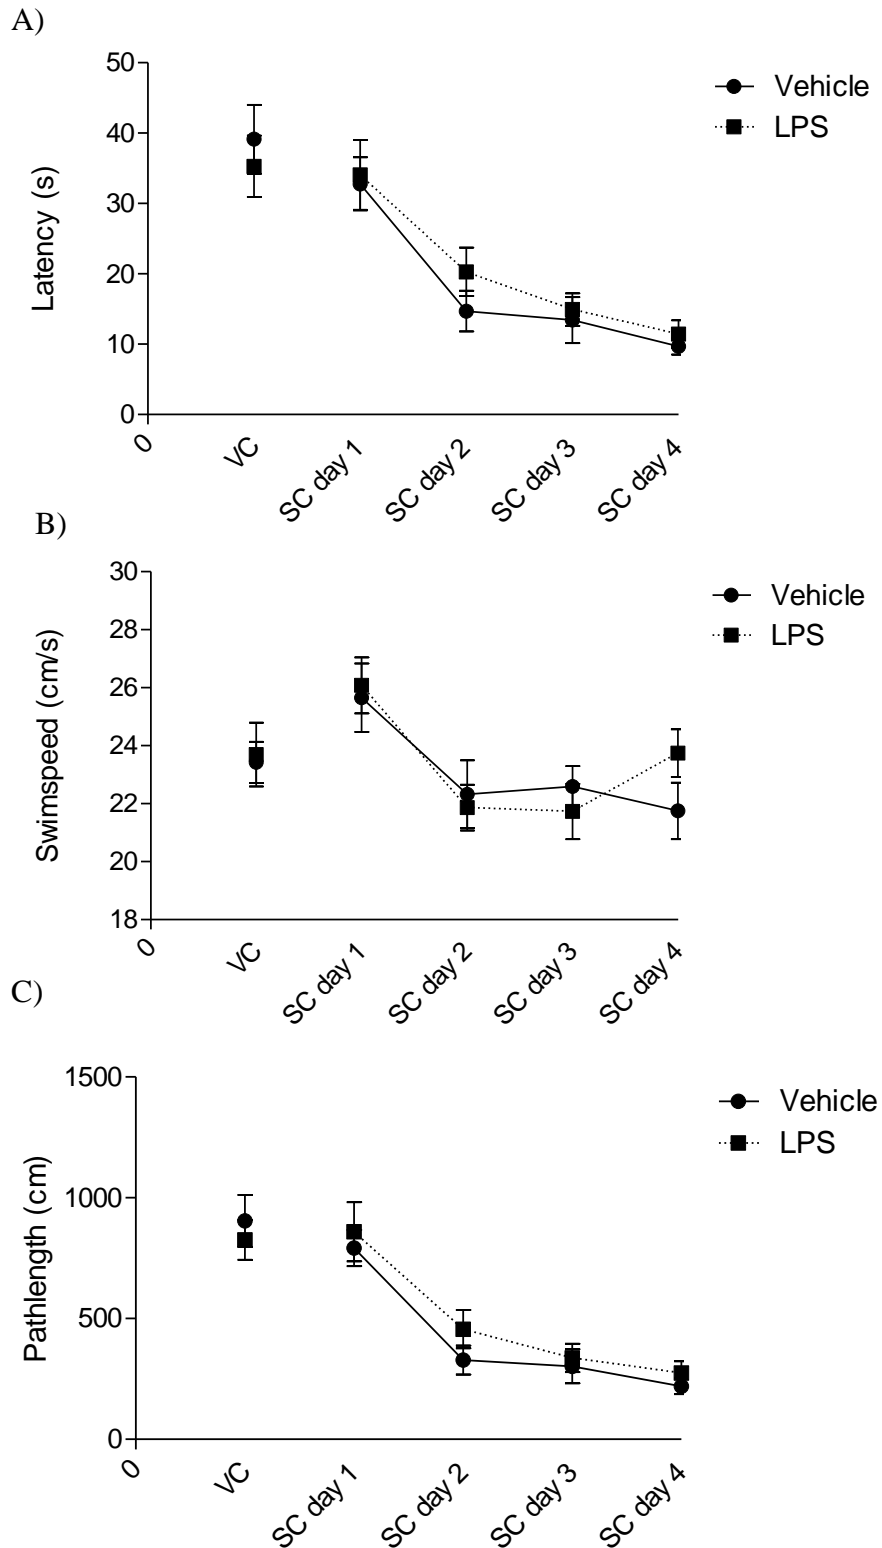 A)
50
40
30
20
10
0
Latency (s)
Vehicle
LPS
0
VC
SC day 1
SC day 2
SC day 3
SC day 4
B)
30
28
26
24
22
20
18
Swimspeed (cm/s)
Vehicle
LPS
0
VC
SC day 1
SC day 2
SC day 3
SC day 4
C)
1500
1000
500
0
Pathlength (cm)
Vehicle
LPS
0
VC
SC day 1
SC day 2
SC day 3
SC day 4